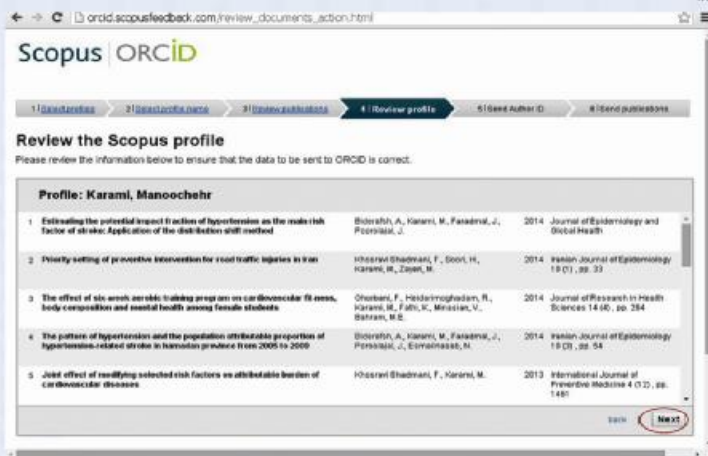 orcid.scopusfeedback.com/review_documents_action.html
Scopus ORCID
1 | Select profiles
2 | Select profile name
3 | Review publications
4 | Review profile
5 | Send Author ID
6 | Send publications
Review the Scopus profile
Please review the information below to ensure that the data to be sent to ORCID is correct.
Profile: Karami, Manoochehr
1 Estimating the potential impact fraction of hypertension as the main risk Biderafsh, A., Karami, M., Faradmal, J., 2014 Journal of Epidemiology and
factor of stroke: Application of the distribution shift method Poorolajal, J. Global Health
2 Priority setting of preventive intervention for road traffic injuries in Iran Khosravi Shadmani, F., Soori, H., 2014 Iranian Journal of Epidemiology
Karami, M., Zayeri, M. 10 (1), pp. 33
3 The effect of six-week aerobic training program on cardiovascular fitness, Ghorbani, F., Heidarimoghadam, R., 2014 Journal of Research in Health
body composition and mental health among female students Karami, M., Fathi, K., Minasian, V., Sciences 14 (4), pp. 264
Bahram, M.E.
4 The pattern of hypertension and the population attributable proportion of Biderafsh, A., Karami, M., Faradmal, J., 2014 Iranian Journal of Epidemiology
hypertension-related stroke in hamadan province from 2005 to 2009 Poorolajal, J., Esmailnasab, N. 10 (3), pp. 54
5 Joint effect of modifying selected risk factors on attributable burden of Khosravi Shadmani, F., Karami, M. 2013 International Journal of
cardiovascular diseases Preventive Medicine 4 (12), pp.
1461
back Next